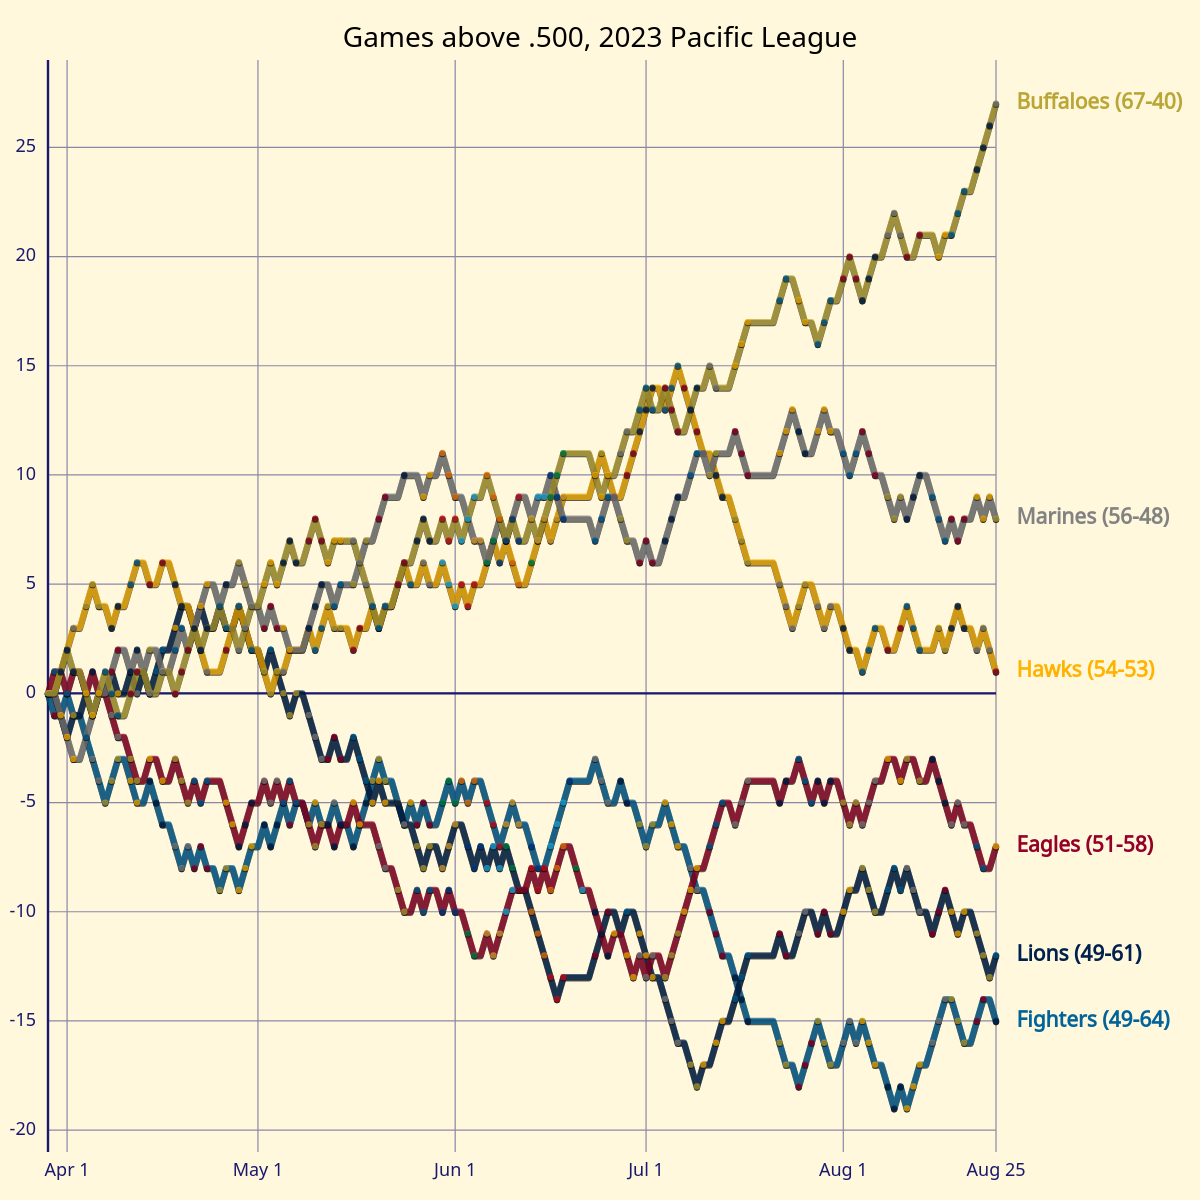 Games above .500, 2023 Pacific League
25
20
15
10
5
0
-5
-10
-15
-20
Buffaloes (67-40)
Marines (56-48)
Hawks (54-53)
Eagles (51-58)
Lions (49-61)
Fighters (49-64)
Apr 1
May 1
Jun 1
Jul 1
Aug 1
Aug 25